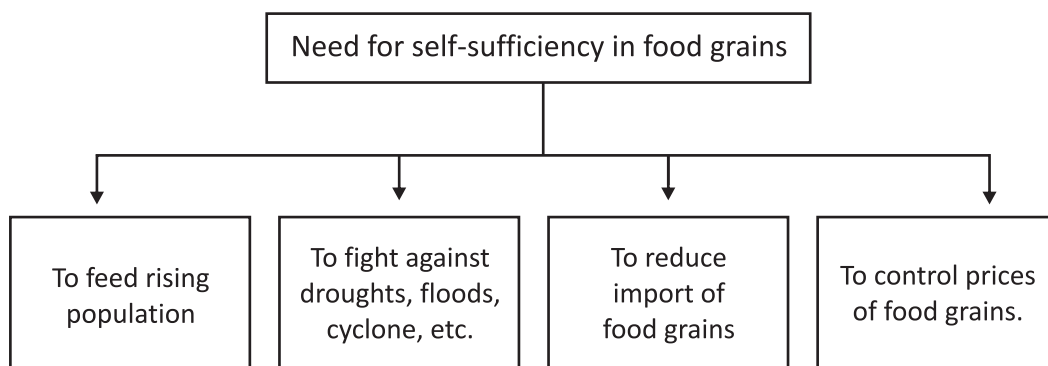 Need for self-sufficiency in food grains
To feed rising
population
To fight against
droughts, floods,
cyclone, etc.
To reduce
import of
food grains
To control prices
of food grains.